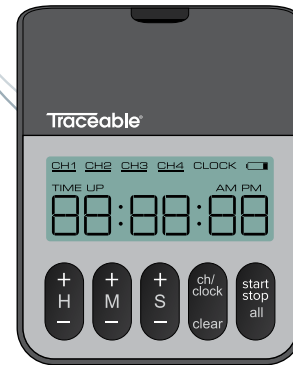 Traceable®
CH1 CH2 CH3 CH4 CLOCK
TIME UP AM PM
88:88:88
+ + + ch/ start
clock stop
H M S all
− − − clear